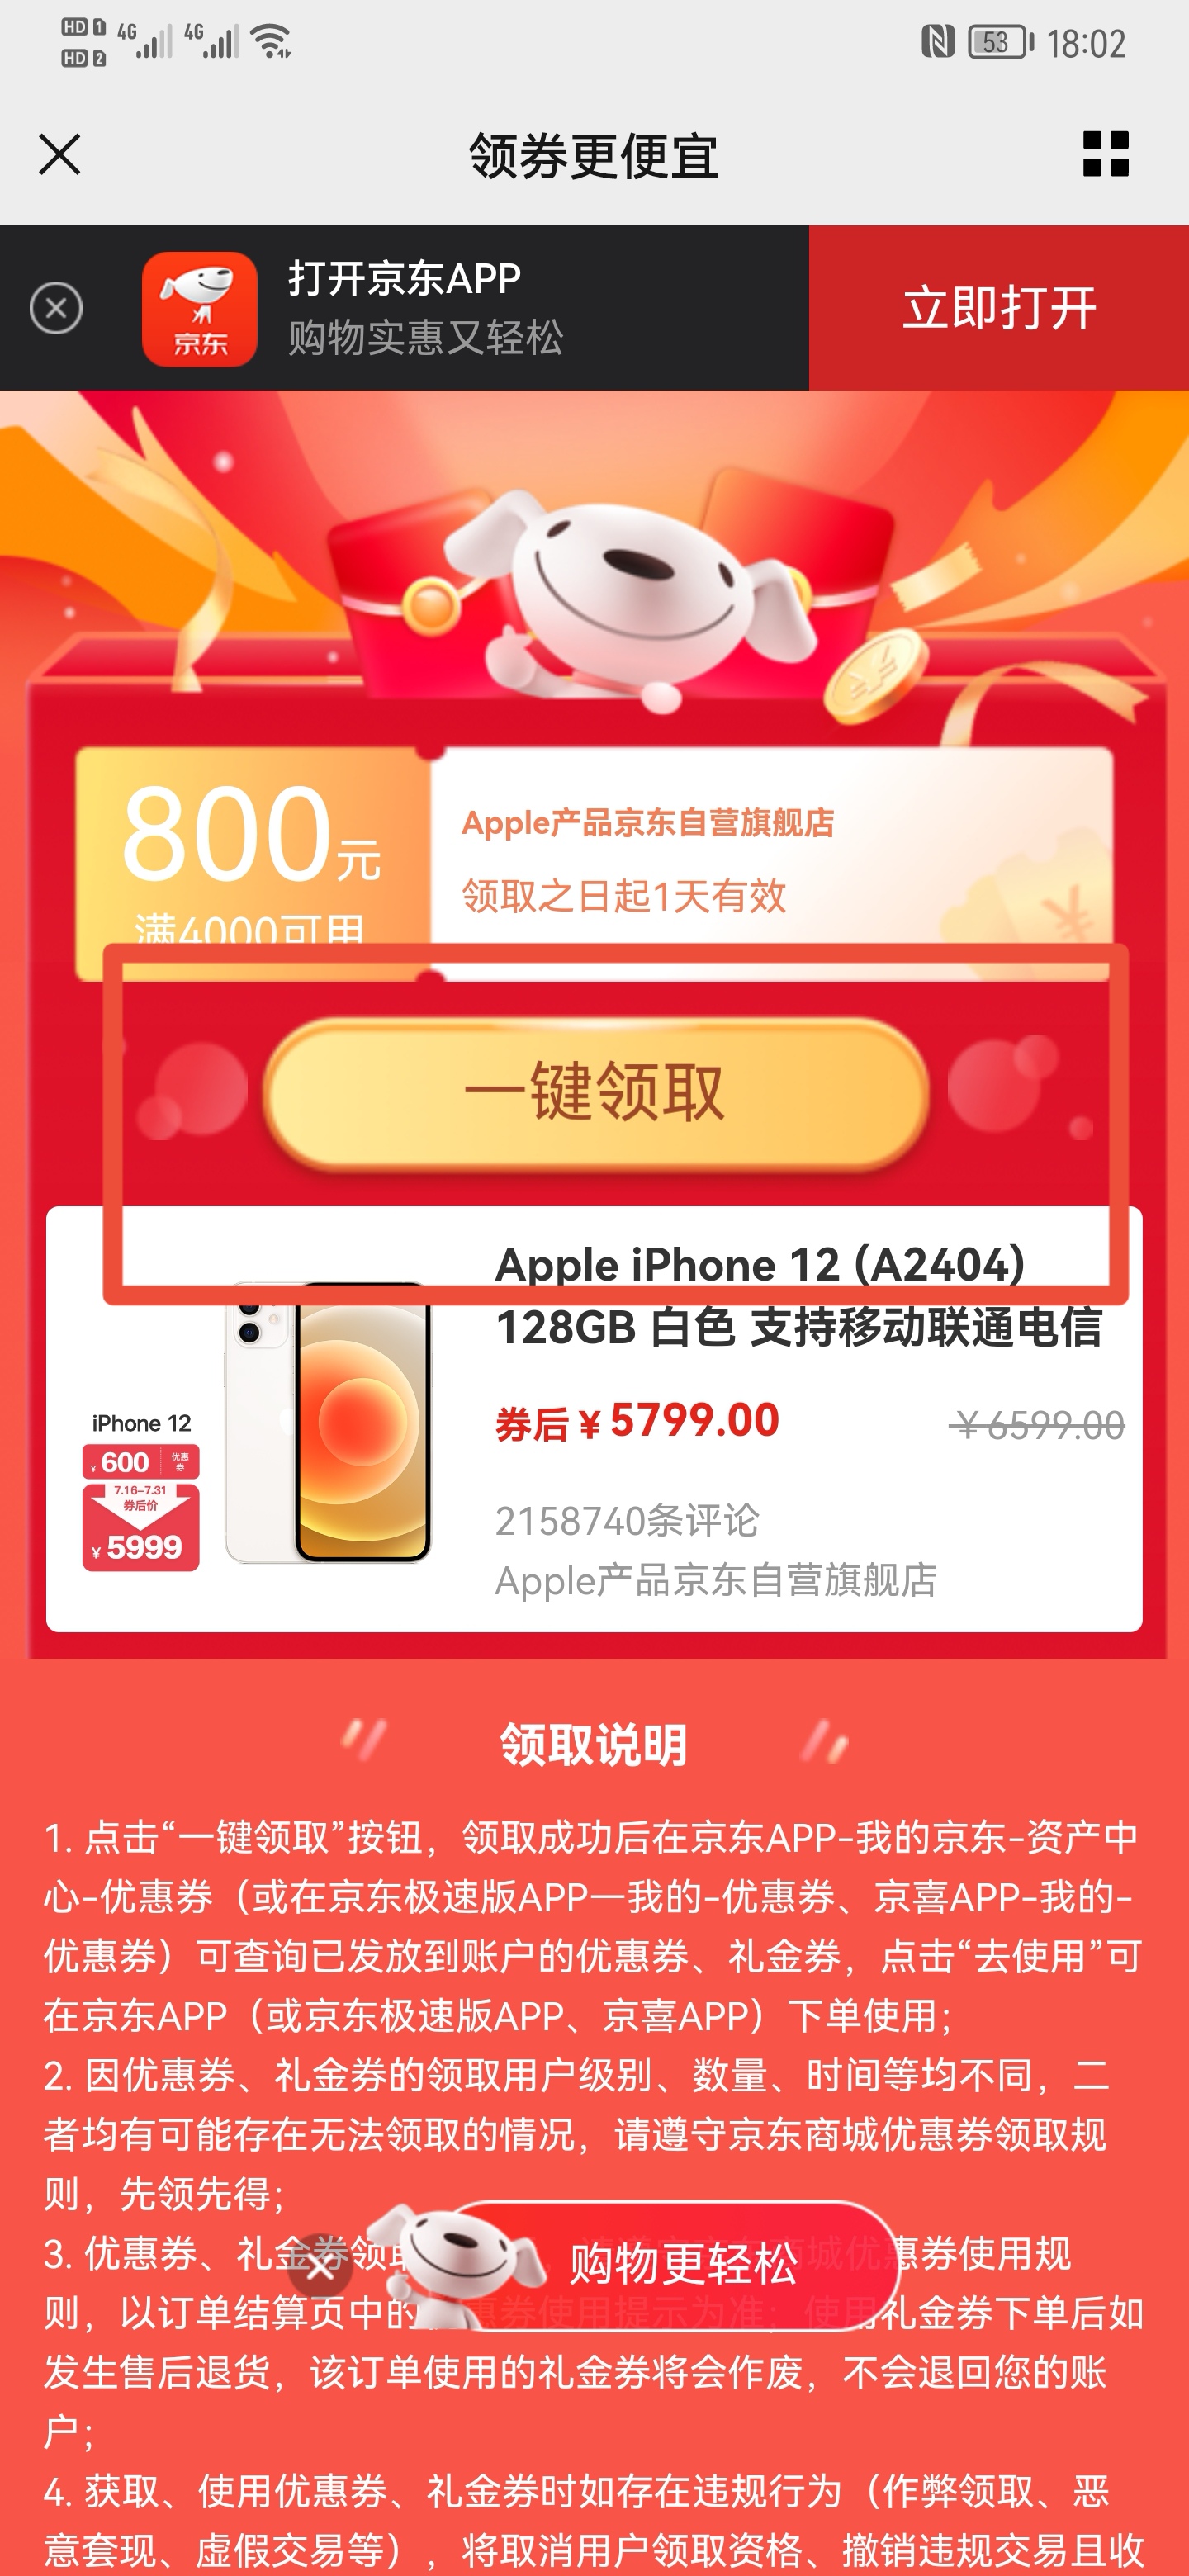 HD 1 4G 4G
HD 2
53 18:02
领券更便宜
打开京东APP
购物实惠又轻松
京东
立即打开
800元
满4000可用
Apple产品京东自营旗舰店
领取之日起1天有效
一键领取
Apple iPhone 12 (A2404)
128GB 白色 支持移动联通电信
券后￥5799.00 ￥6599.00
2158740条评论
Apple产品京东自营旗舰店
iPhone 12
￥600 优惠券
7.16-7.31
券后价
￥5999
领取说明
1. 点击“一键领取”按钮，领取成功后在京东APP-我的京东-资产中
心-优惠券（或在京东极速版APP—我的-优惠券、京喜APP-我的-
优惠券）可查询已发放到账户的优惠券、礼金券，点击“去使用”可
在京东APP（或京东极速版APP、京喜APP）下单使用；
2. 因优惠券、礼金券的领取用户级别、数量、时间等均不同，二
者均有可能存在无法领取的情况，请遵守京东商城优惠券领取规
则，先领先得；
3. 优惠券、礼金券领取 城优惠券使用规
则，以订单结算页中的 惠券使用提示为准；使用礼金券下单后如
购物更轻松
发生售后退货，该订单使用的礼金券将会作废，不会退回您的账
户；
4. 获取、使用优惠券、礼金券时如存在违规行为（作弊领取、恶
意套现、虚假交易等），将取消用户领取资格、撤销违规交易且收